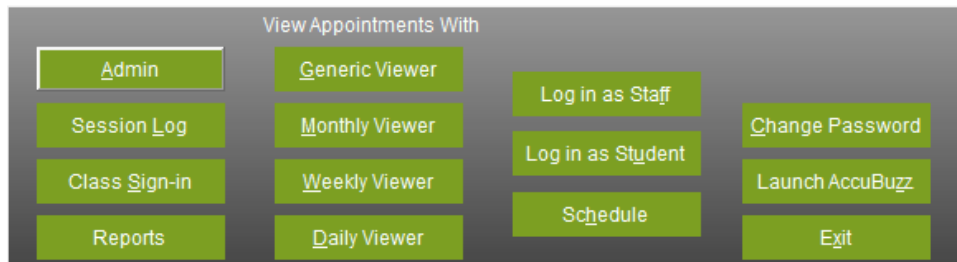 View Appointments With
Admin
Session Log
Class Sign-in
Reports
Generic Viewer
Monthly Viewer
Weekly Viewer
Daily Viewer
Log in as Staff
Log in as Student
Schedule
Change Password
Launch AccuBuzz
Exit